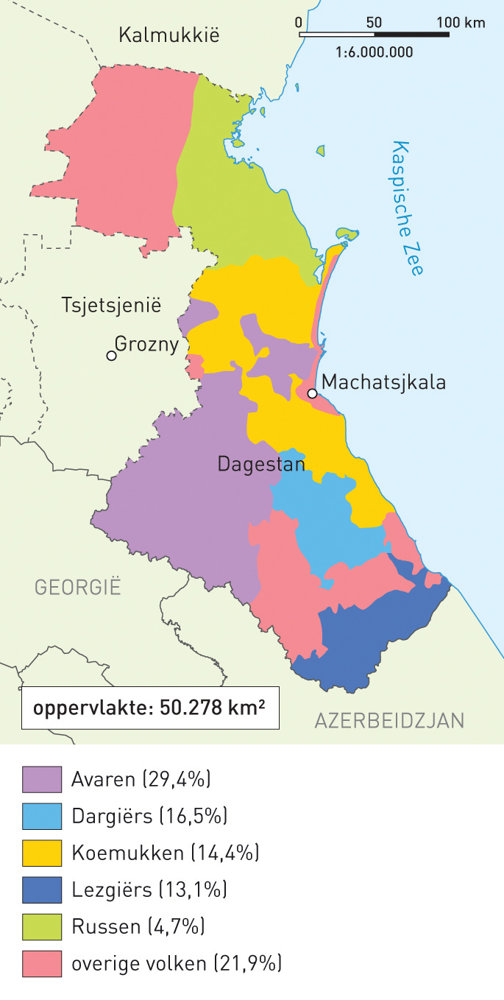 Kalmukkië
0 50 100 km
1:6.000.000
Kaspische Zee
Tsjetsjenië
Grozny
Machatsjkala
Dagestan
GEORGIË
oppervlakte: 50.278 km²
AZERBEIDZJAN
Avaren (29,4%)
Dargiërs (16,5%)
Koemukken (14,4%)
Lezgiërs (13,1%)
Russen (4,7%)
overige volken (21,9%)